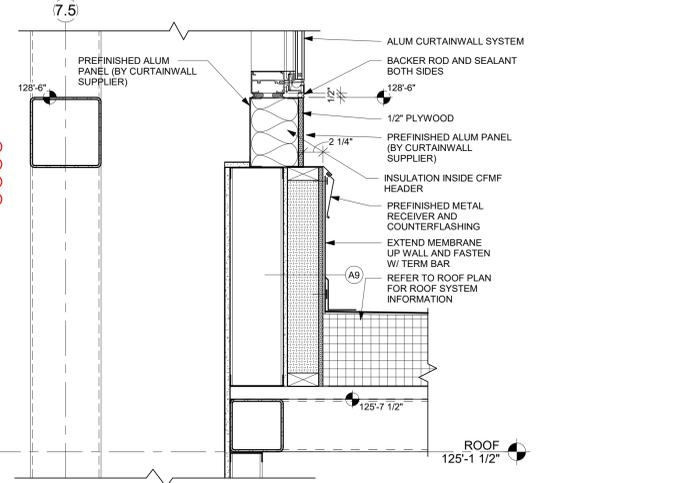 7.5
ALUM CURTAINWALL SYSTEM
PREFINISHED ALUM
PANEL (BY CURTAINWALL
SUPPLIER)
BACKER ROD AND SEALANT
BOTH SIDES
128'-6"
1/2"
128'-6"
1/2" PLYWOOD
PREFINISHED ALUM PANEL
(BY CURTAINWALL
SUPPLIER)
2 1/4"
INSULATION INSIDE CFMF
HEADER
PREFINISHED METAL
RECEIVER AND
COUNTERFLASHING
EXTEND MEMBRANE
UP WALL AND FASTEN
W/ TERM BAR
A9
REFER TO ROOF PLAN
FOR ROOF SYSTEM
INFORMATION
125'-7 1/2"
ROOF
125'-1 1/2"